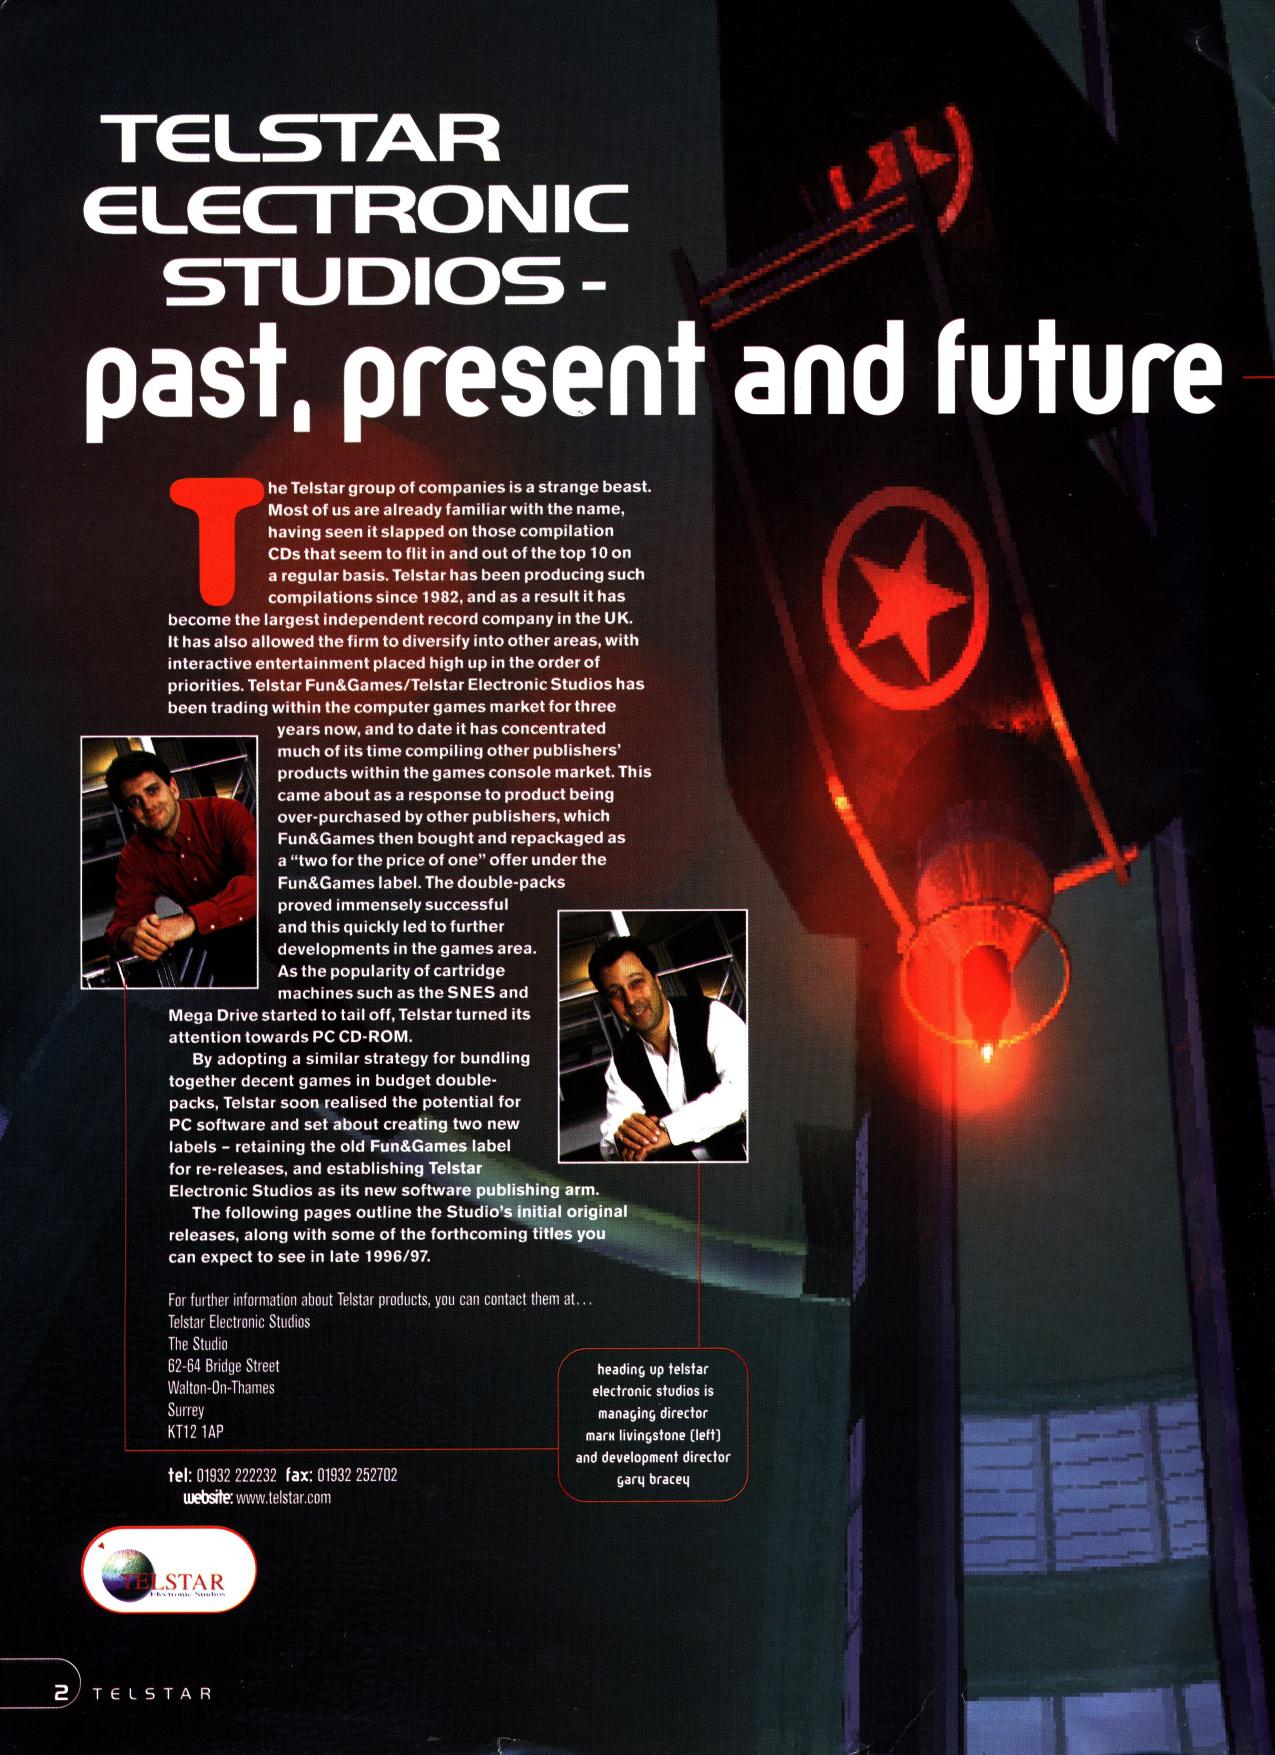 TELSTAR
ELECTRONIC
STUDIOS -
past, present and future
The Telstar group of companies is a strange beast.
Most of us are already familiar with the name,
having seen it slapped on those compilation
CDs that seem to flit in and out of the top 10 on
a regular basis. Telstar has been producing such
compilations since 1982, and as a result it has
become the largest independent record company in the UK.
It has also allowed the firm to diversify into other areas, with
interactive entertainment placed high up in the order of
priorities. Telstar Fun&Games/Telstar Electronic Studios has
been trading within the computer games market for three
years now, and to date it has concentrated
much of its time compiling other publishers'
products within the games console market. This
came about as a response to product being
over-purchased by other publishers, which
Fun&Games then bought and repackaged as
a "two for the price of one" offer under the
Fun&Games label. The double-packs
proved immensely successful
and this quickly led to further
developments in the games area.
As the popularity of cartridge
machines such as the SNES and
Mega Drive started to tail off, Telstar turned its
attention towards PC CD-ROM.
By adopting a similar strategy for bundling
together decent games in budget double-
packs, Telstar soon realised the potential for
PC software and set about creating two new
labels – retaining the old Fun&Games label
for re-releases, and establishing Telstar
Electronic Studios as its new software publishing arm.
The following pages outline the Studio's initial original
releases, along with some of the forthcoming titles you
can expect to see in late 1996/97.
For further information about Telstar products, you can contact them at...
Telstar Electronic Studios
The Studio
62-64 Bridge Street
Walton-On-Thames
Surrey
KT12 1AP
tel: 01932 222232 fax: 01932 252702
website: www.telstar.com
heading up telstar
electronic studios is
managing director
mark livingstone (left)
and development director
gary bracey
TELSTAR
Electronic Studios
2 TELSTAR